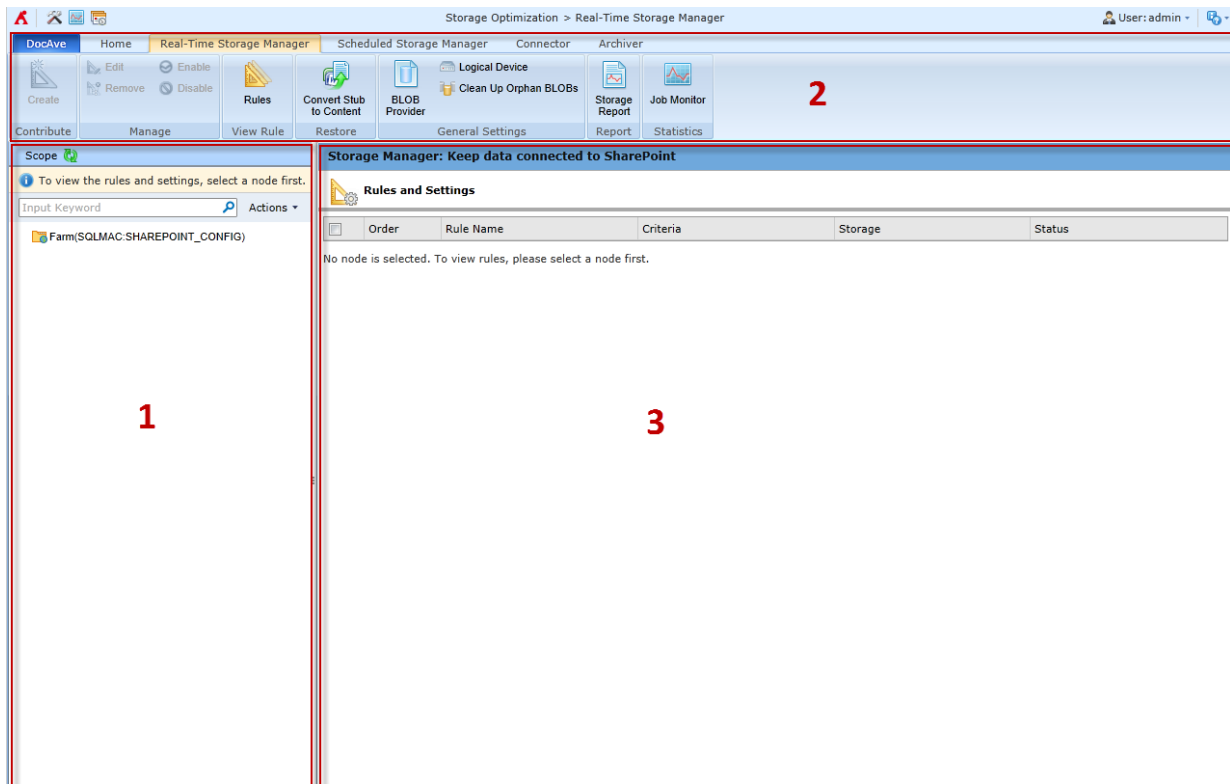 Storage Optimization > Real-Time Storage Manager
User: admin
DocAve Home Real-Time Storage Manager Scheduled Storage Manager Connector Archiver
Create
Edit
Remove
Enable
Disable
Rules
Convert Stub
to Content
BLOB
Provider
Logical Device
Clean Up Orphan BLOBs
Storage
Report
Job Monitor
2
Contribute Manage View Rule Restore General Settings Report Statistics
Scope
To view the rules and settings, select a node first.
Input Keyword
Actions
Farm(SQLMAC:SHAREPOINT_CONFIG)
1
Storage Manager: Keep data connected to SharePoint
Rules and Settings
Order Rule Name Criteria Storage Status
No node is selected. To view rules, please select a node first.
3